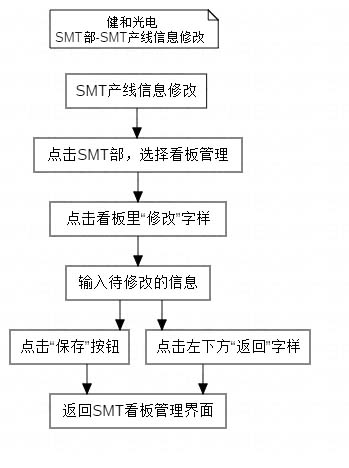 健和光电
SMT部-SMT产线信息修改
SMT产线信息修改
点击SMT部，选择看板管理
点击看板里“修改”字样
输入待修改的信息
点击“保存”按钮
点击左下方“返回”字样
返回SMT看板管理界面